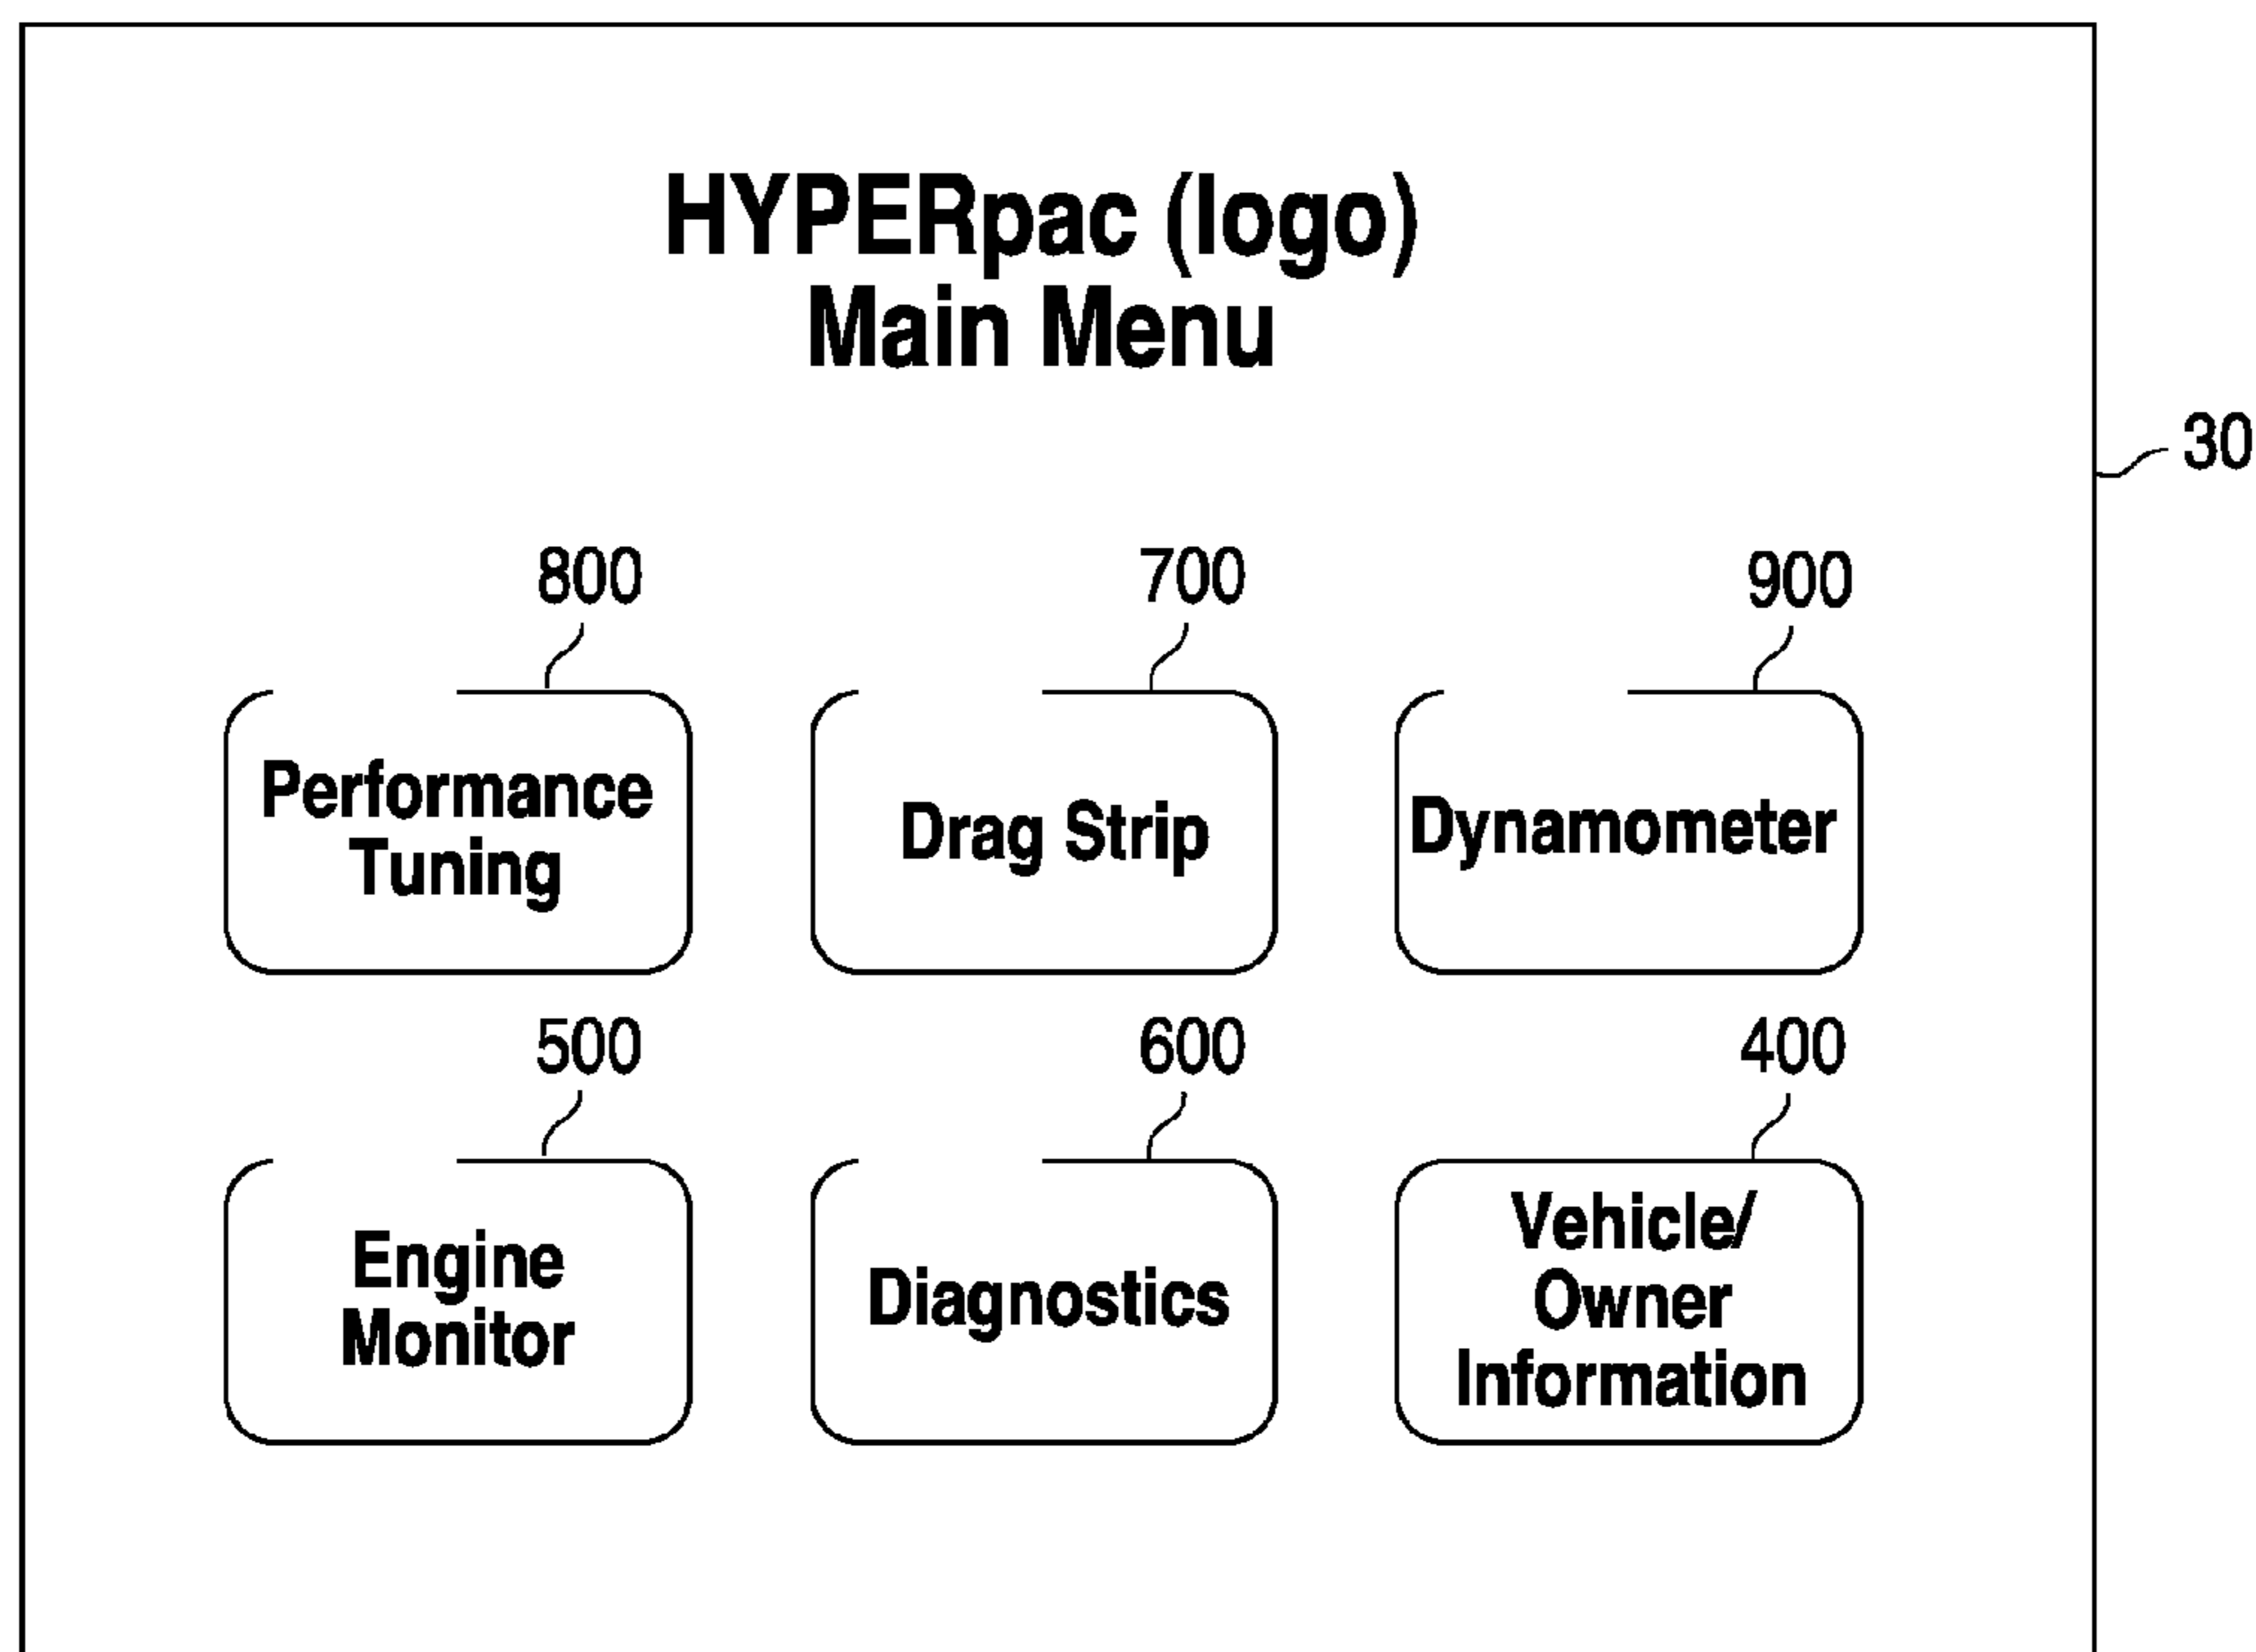 HYPERpac (logo)
Main Menu
30
800
700
900
Performance
Tuning
Drag Strip
Dynamometer
500
600
400
Engine
Monitor
Diagnostics
Vehicle/
Owner
Information